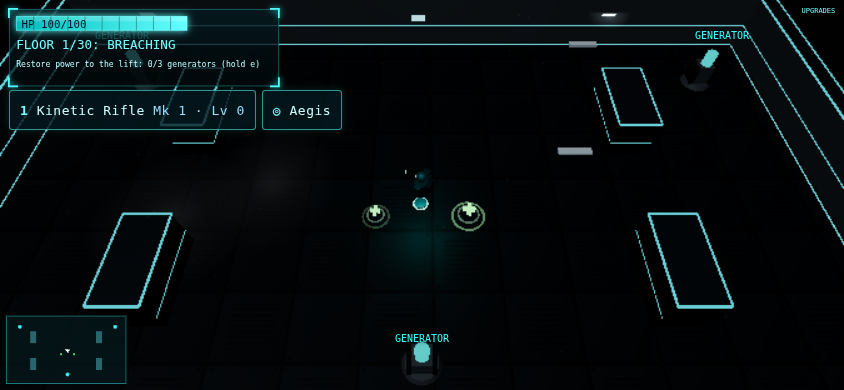 UPGRADES
HP 100/100
GENERATOR
GENERATOR
FLOOR 1/30: BREACHING
Restore power to the lift: 0/3 generators (hold e)
1 Kinetic Rifle Mk 1 · Lv 0
◎ Aegis
GENERATOR